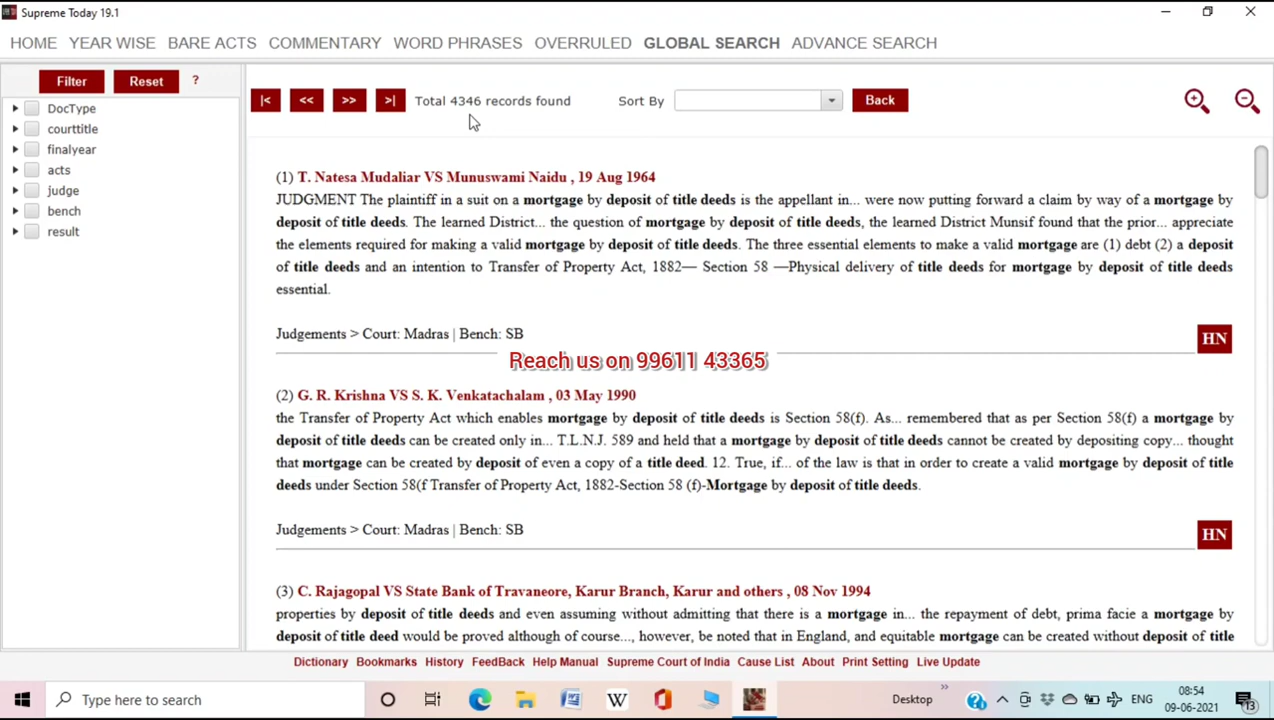 Supreme Today 19.1
HOME YEAR WISE BARE ACTS COMMENTARY WORD PHRASES OVERRULED GLOBAL SEARCH ADVANCE SEARCH
Filter Reset ?
DocType
courttitle
finalyear
acts
judge
bench
result
|< << >> >| Total 4346 records found Sort By Back
(1) T. Natesa Mudaliar VS Munuswami Naidu , 19 Aug 1964
JUDGMENT The plaintiff in a suit on a mortgage by deposit of title deeds is the appellant in... were now putting forward a claim by way of a mortgage by
deposit of title deeds. The learned District... the question of mortgage by deposit of title deeds, the learned District Munsif found that the prior... appreciate
the elements required for making a valid mortgage by deposit of title deeds. The three essential elements to make a valid mortgage are (1) debt (2) a deposit
of title deeds and an intention to Transfer of Property Act, 1882— Section 58 —Physical delivery of title deeds for mortgage by deposit of title deeds
essential.
Judgements > Court: Madras | Bench: SB
HN
Reach us on 99611 43365
(2) G. R. Krishna VS S. K. Venkatachalam , 03 May 1990
the Transfer of Property Act which enables mortgage by deposit of title deeds is Section 58(f). As... remembered that as per Section 58(f) a mortgage by
deposit of title deeds can be created only in... T.L.N.J. 589 and held that a mortgage by deposit of title deeds cannot be created by depositing copy... thought
that mortgage can be created by deposit of even a copy of a title deed. 12. True, if... of the law is that in order to create a valid mortgage by deposit of title
deeds under Section 58(f Transfer of Property Act, 1882-Section 58 (f)-Mortgage by deposit of title deeds.
Judgements > Court: Madras | Bench: SB
HN
(3) C. Rajagopal VS State Bank of Travaneore, Karur Branch, Karur and others , 08 Nov 1994
properties by deposit of title deeds and even assuming without admitting that there is a mortgage in... the repayment of debt, prima facie a mortgage by
deposit of title deed would be proved although of course..., however, be noted that in England, and equitable mortgage can be created without deposit of title
Dictionary Bookmarks History FeedBack Help Manual Supreme Court of India Cause List About Print Setting Live Update
Type here to search
Desktop
ENG
08:54
09-06-2021
13